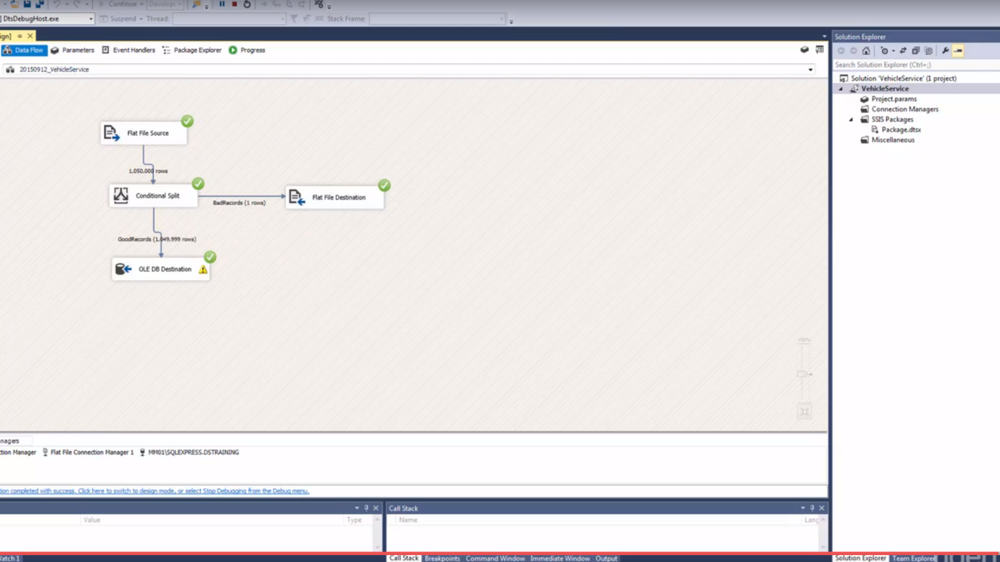 Continue Develop
DtsDebugHost.exe Suspend Thread: Stack Frame:
ign]
Data Flow Parameters Event Handlers Package Explorer Progress
20150912_VehicleService
Flat File Source
1,050,000 rows
Conditional Split
BadRecords (1 rows)
Flat File Destination
GoodRecords (1,049,999 rows)
OLE DB Destination
nagers
ction Manager Flat File Connection Manager 1 MM01\SQLEXPRESS.DSTRAINING
ion completed with success. Click here to switch to design mode, or select Stop Debugging from the Debug menu.
Value Type
Watch 1
Call Stack
Name Lang
Call Stack Breakpoints Command Window Immediate Window Output
Solution Explorer
Search Solution Explorer (Ctrl+;)
Solution 'VehicleService' (1 project)
VehicleService
Project.params
Connection Managers
SSIS Packages
Package.dtsx
Miscellaneous
Solution Explorer Team Explorer